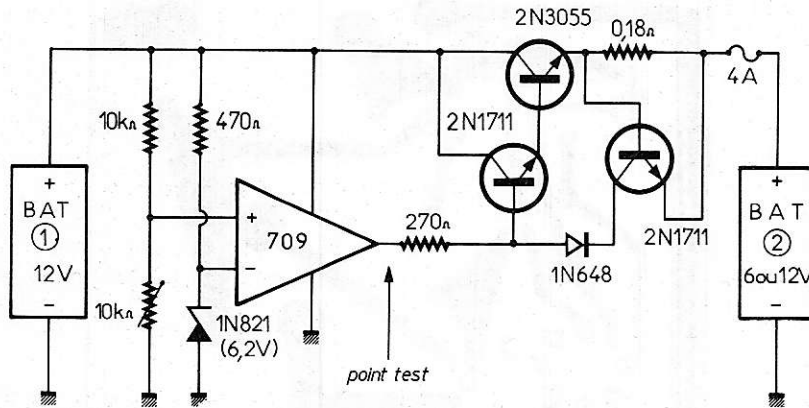 2N3055
0,18Ω
4A
10kΩ
470Ω
2N1711
+
BAT
1
12V
-
+
-
709
270Ω
1N648
2N1711
+
BAT
2
6ou12V
-
10kΩ
1N821
(6,2V)
point test